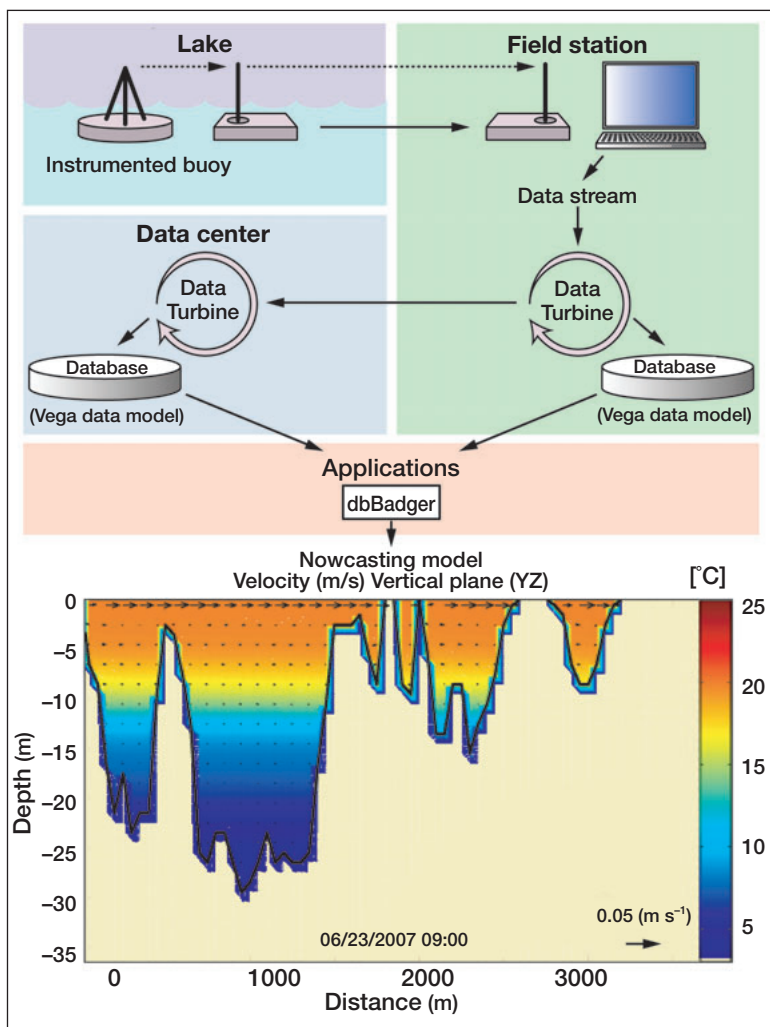 Lake
Field station
Instrumented buoy
Data stream
Data center
Data
Turbine
Data
Turbine
Database
(Vega data model)
Database
(Vega data model)
Applications
dbBadger
Nowcasting model
Velocity (m/s) Vertical plane (YZ)
[°C]
0
−5
−10
−15
−20
−25
−30
−35
Depth (m)
25
20
15
10
5
0.05 (m s⁻¹)
06/23/2007 09:00
0 1000 2000 3000
Distance (m)